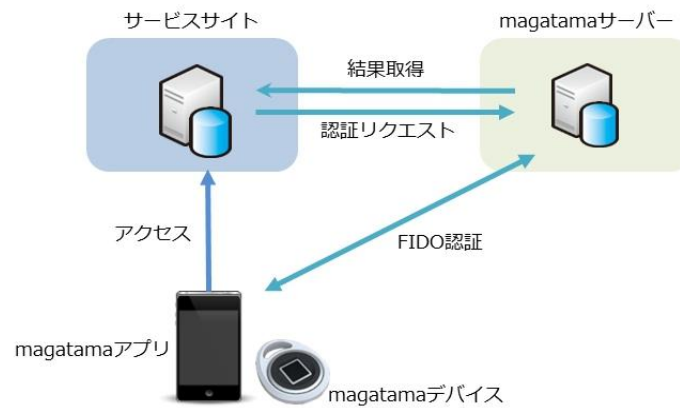 サービスサイト
magatamaサーバー
結果取得
認証リクエスト
アクセス
FIDO認証
magatamaアプリ
magatamaデバイス